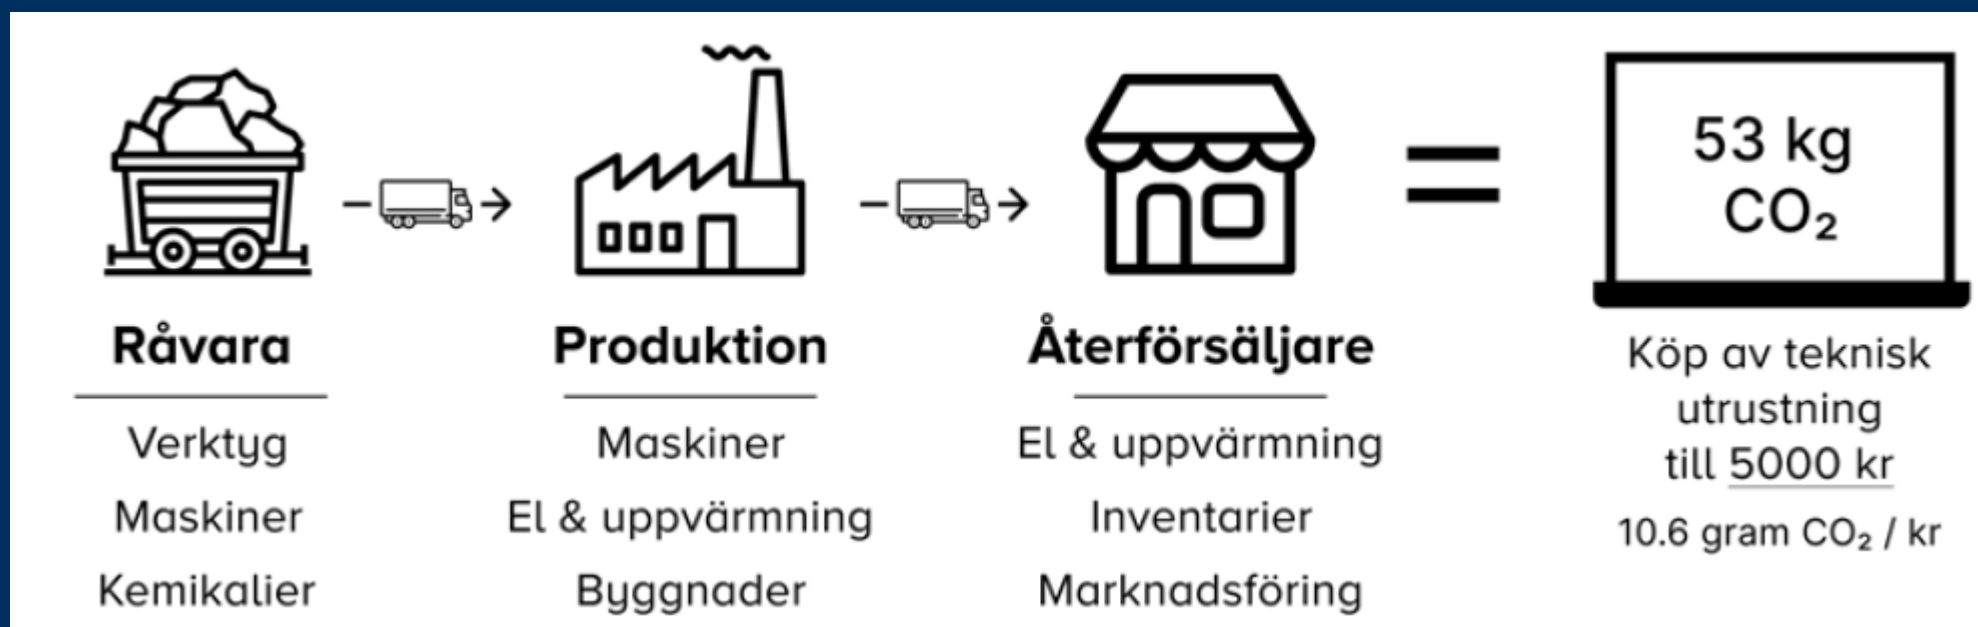 Råvara
Verktyg
Maskiner
Kemikalier
Produktion
Maskiner
El & uppvärmning
Byggnader
Återförsäljare
El & uppvärmning
Inventarier
Marknadsföring
53 kg
CO₂
Köp av teknisk
utrustning
till 5000 kr
10.6 gram CO₂ / kr